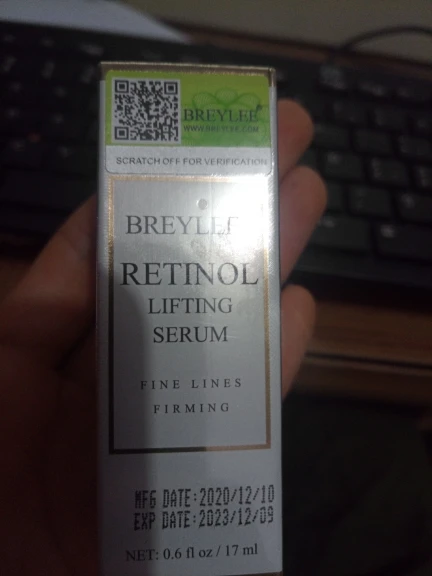 BREYLEE
WWW.BREYLEE.COM
SCRATCH OFF FOR VERIFICATION
BREYLEE
RETINOL
LIFTING
SERUM
FINE LINES
FIRMING
MFG DATE:2020/12/10
EXP DATE:2023/12/09
NET: 0.6 fl oz / 17 ml